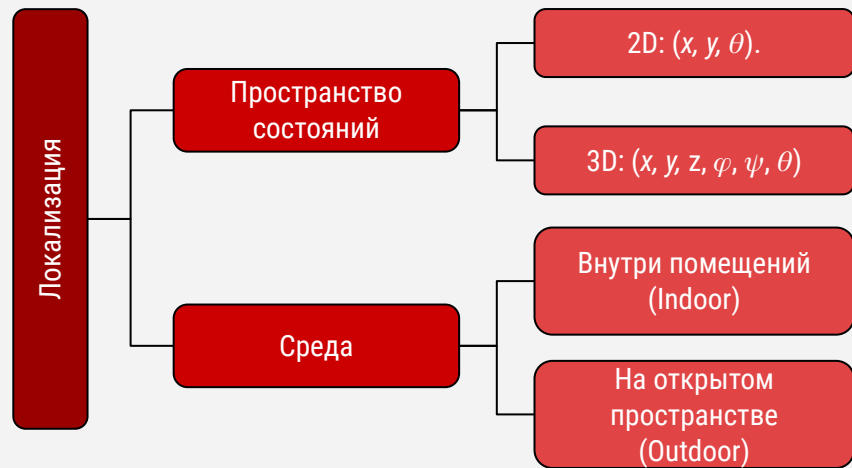 Локализация
Пространство
состояний
2D: (x, y, θ).
3D: (x, y, z, φ, ψ, θ)
Среда
Внутри помещений
(Indoor)
На открытом
пространстве
(Outdoor)